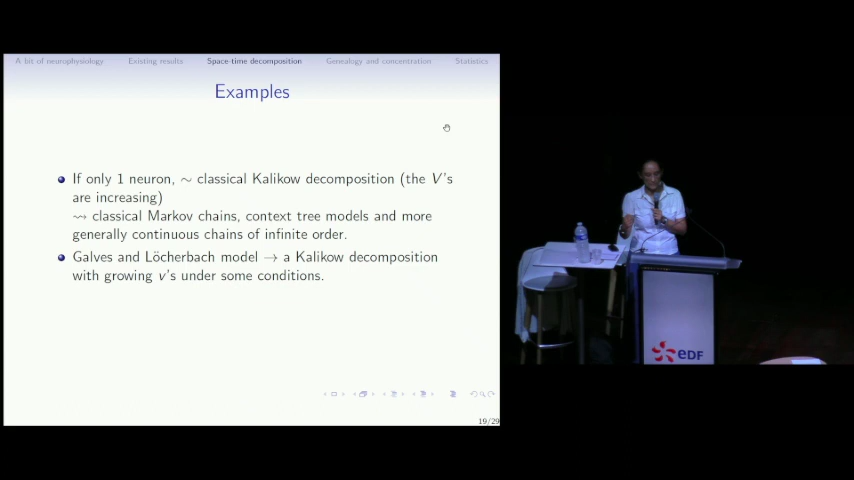 A bit of neurophysiology Existing results Space-time decomposition Genealogy and concentration Statistics
Examples
If only 1 neuron, ∼ classical Kalikow decomposition (the V's
are increasing)
⇝ classical Markov chains, context tree models and more
generally continuous chains of infinite order.
Galves and Löcherbach model → a Kalikow decomposition
with growing v's under some conditions.
19/29
eDF